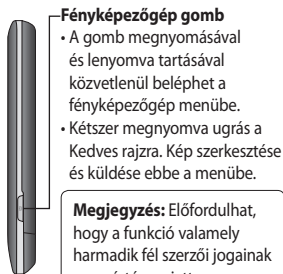 Fényképezőgép gomb
• A gomb megnyomásával
és lenyomva tartásával
közvetlenül beléphet a
fényképezőgép menübe.
• Kétszer megnyomva ugrás a
Kedves rajzra. Kép szerkesztése
és küldése ebbe a menübe.
Megjegyzés: Előfordulhat,
hogy a funkció valamely
harmadik fél szerzői jogainak